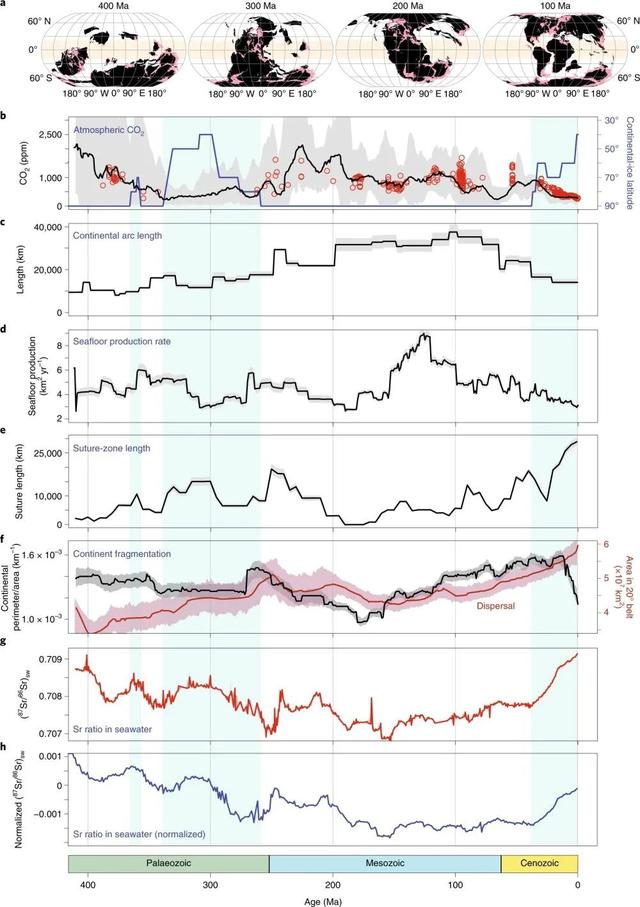 a
400 Ma 300 Ma 200 Ma 100 Ma
60° N 60° N
0° 0°
60° S 60° S
180° 90° W 0° 90° E 180° 180° 90° W 0° 90° E 180° 180° 90° W 0° 90° E 180° 180° 90° W 0° 90° E 180°
b
Atmospheric CO2
CO2 (ppm)
2,500
1,000
0
30°
50°
70°
90°
Continental-ice latitude
c
Continental arc length
Length (km)
40,000
20,000
0
d
Seafloor production rate
Seafloor production
(km2 yr−1)
8
6
4
2
e
Suture-zone length
Suture length (km)
25,000
10,000
0
f
Continent fragmentation
Continental
perimeter/area (km−1)
1.6 × 10−3
1.0 × 10−3
Dispersal
6
5
4
Area in 20° belt
(×107 km2)
g
(87Sr/86Sr)sw
0.709
0.708
0.707
Sr ratio in seawater
h
Normalized (87Sr/86Sr)sw
0.001
0
−0.001
Sr ratio in seawater (normalized)
Palaeozoic Mesozoic Cenozoic
400 300 200 100 0
Age (Ma)